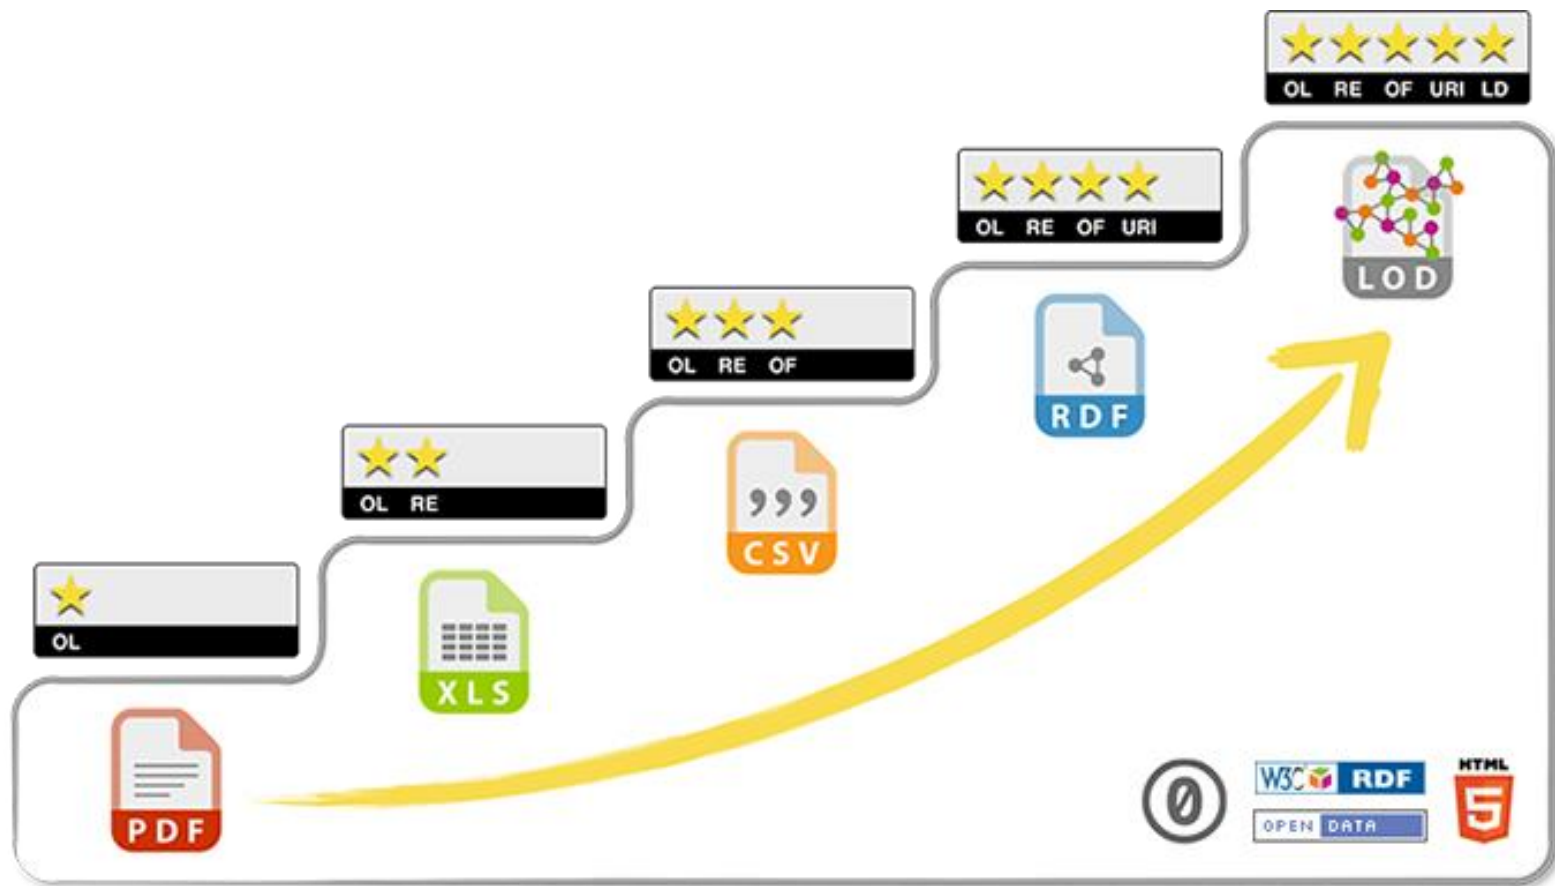 OL RE OF URI LD
OL RE OF URI
LOD
OL RE OF
RDF
OL RE
CSV
OL
XLS
PDF
0
W3C RDF
OPEN DATA
HTML
5